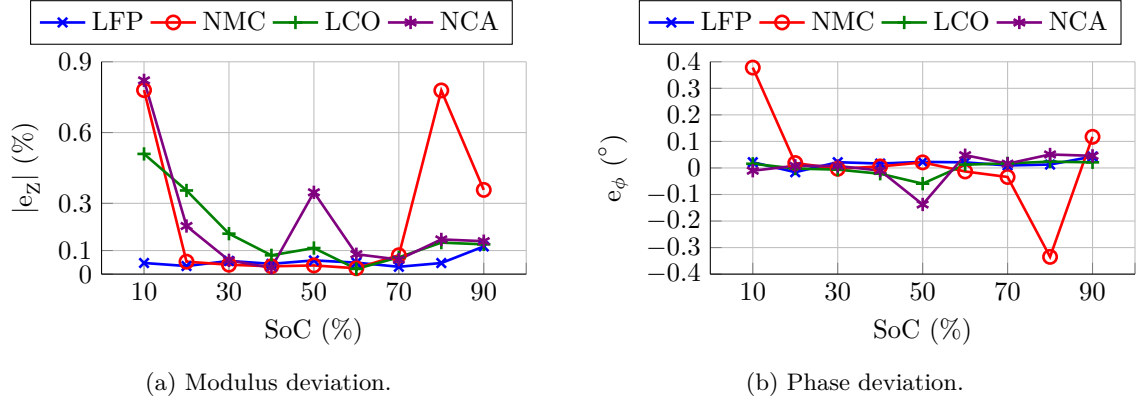 LFP NMC LCO NCA
0.9
0.6
0.3
0.1
0
|e_Z| (%)
10 30 50 70 90
SoC (%)
(a) Modulus deviation.
LFP NMC LCO NCA
0.4
0.3
0.2
0.1
0
−0.1
−0.2
−0.3
−0.4
e_ϕ (°)
10 30 50 70 90
SoC (%)
(b) Phase deviation.